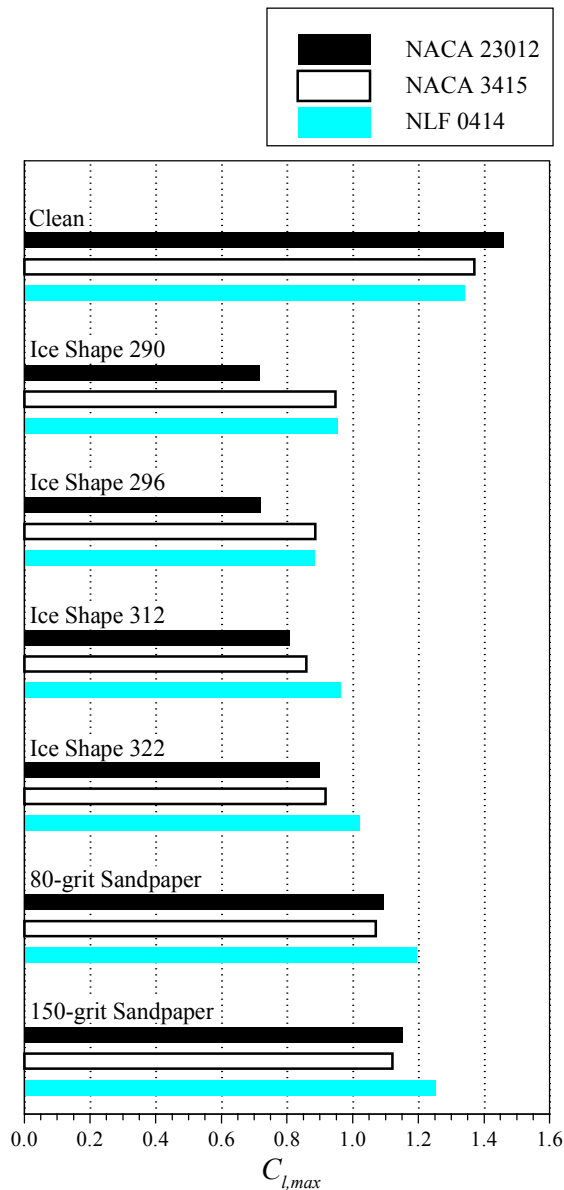 NACA 23012
NACA 3415
NLF 0414
Clean
Ice Shape 290
Ice Shape 296
Ice Shape 312
Ice Shape 322
80-grit Sandpaper
150-grit Sandpaper
0.0 0.2 0.4 0.6 0.8 1.0 1.2 1.4 1.6
Cl,max